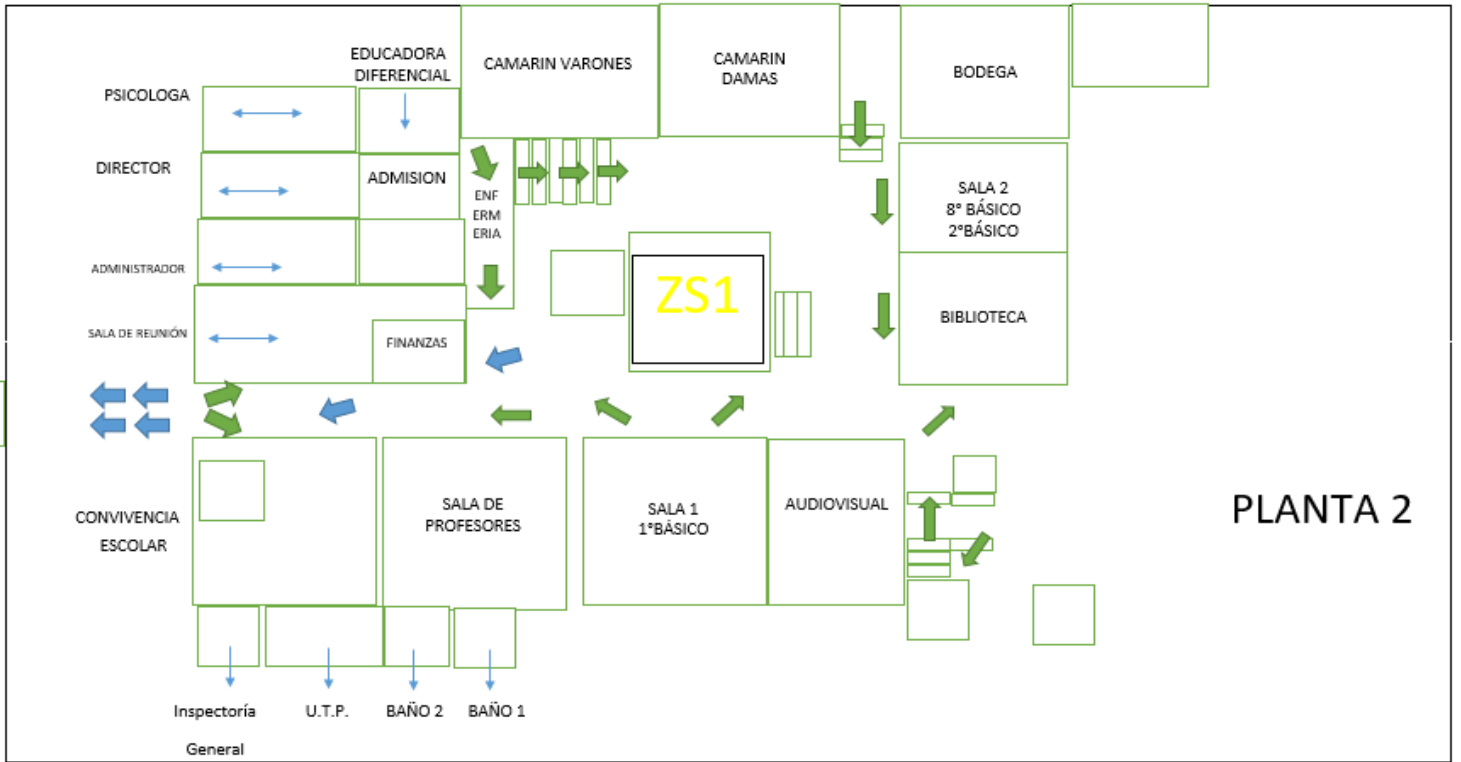 EDUCADORA
DIFERENCIAL
CAMARIN VARONES
CAMARIN
DAMAS
BODEGA
PSICOLOGA
DIRECTOR
ADMISION
ENF
ERM
ERIA
SALA 2
8° BÁSICO
2°BÁSICO
ADMINISTRADOR
ZS1
BIBLIOTECA
SALA DE REUNIÓN
FINANZAS
CONVIVENCIA
ESCOLAR
SALA DE
PROFESORES
SALA 1
1°BÁSICO
AUDIOVISUAL
PLANTA 2
Inspectoría
General
U.T.P.
BAÑO 2
BAÑO 1